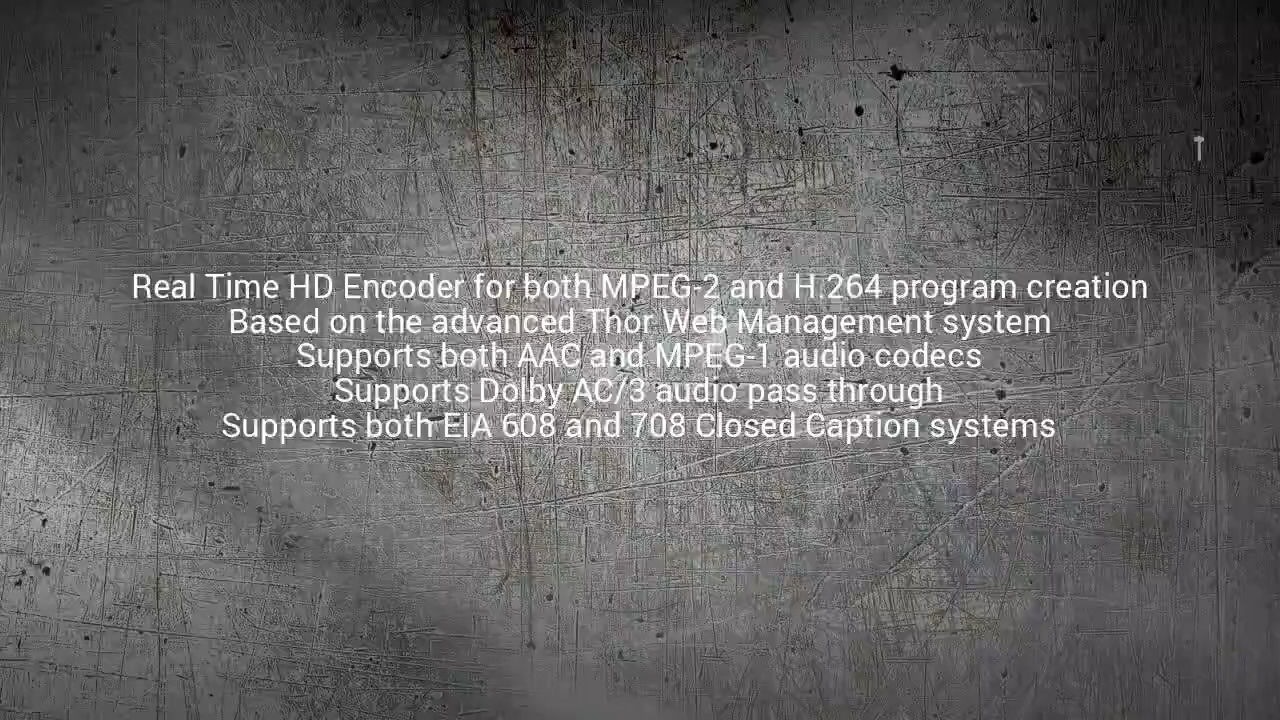 Real Time HD Encoder for both MPEG-2 and H.264 program creation
Based on the advanced Thor Web Management system
Supports both AAC and MPEG-1 audio codecs
Supports Dolby AC/3 audio pass through
Supports both EIA 608 and 708 Closed Caption systems